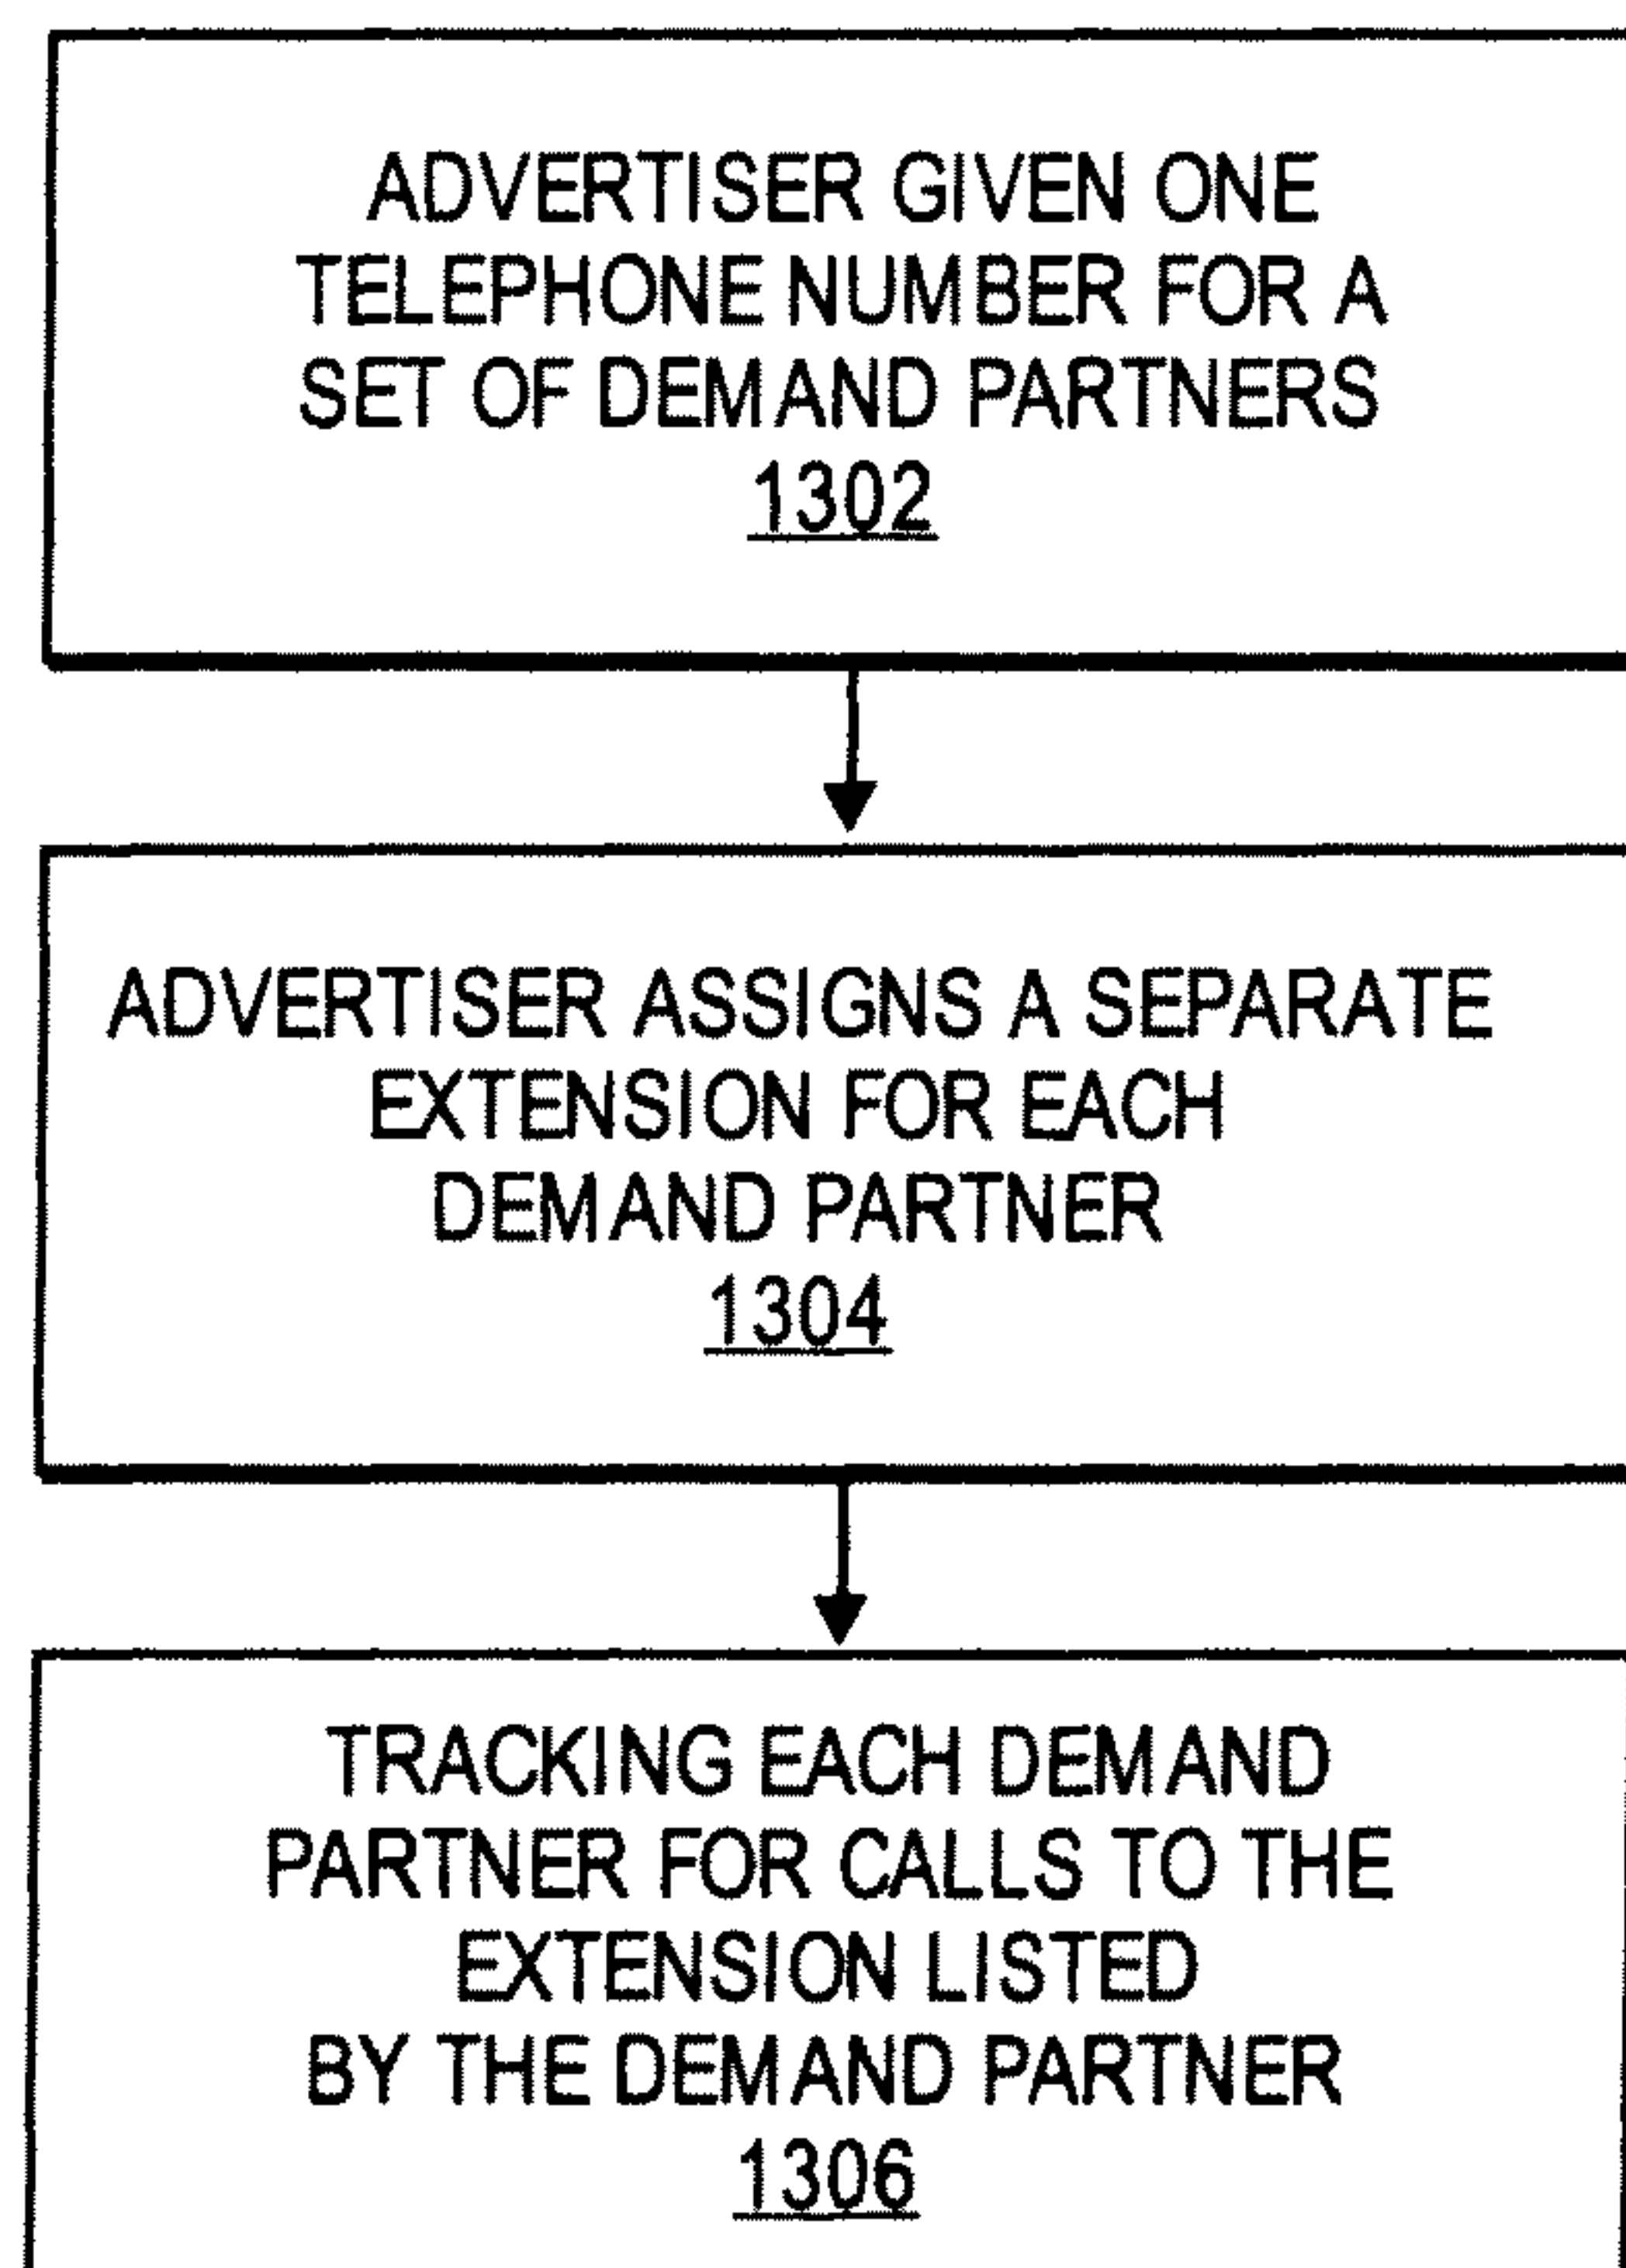 ADVERTISER GIVEN ONE
TELEPHONE NUMBER FOR A
SET OF DEMAND PARTNERS
1302
ADVERTISER ASSIGNS A SEPARATE
EXTENSION FOR EACH
DEMAND PARTNER
1304
TRACKING EACH DEMAND
PARTNER FOR CALLS TO THE
EXTENSION LISTED
BY THE DEMAND PARTNER
1306